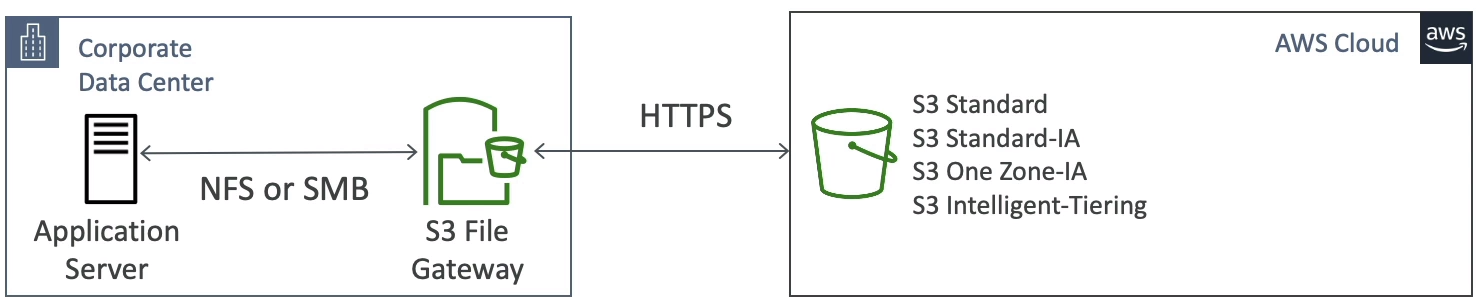 Corporate
Data Center
NFS or SMB
Application
Server
S3 File
Gateway
HTTPS
AWS Cloud
aws
S3 Standard
S3 Standard-IA
S3 One Zone-IA
S3 Intelligent-Tiering